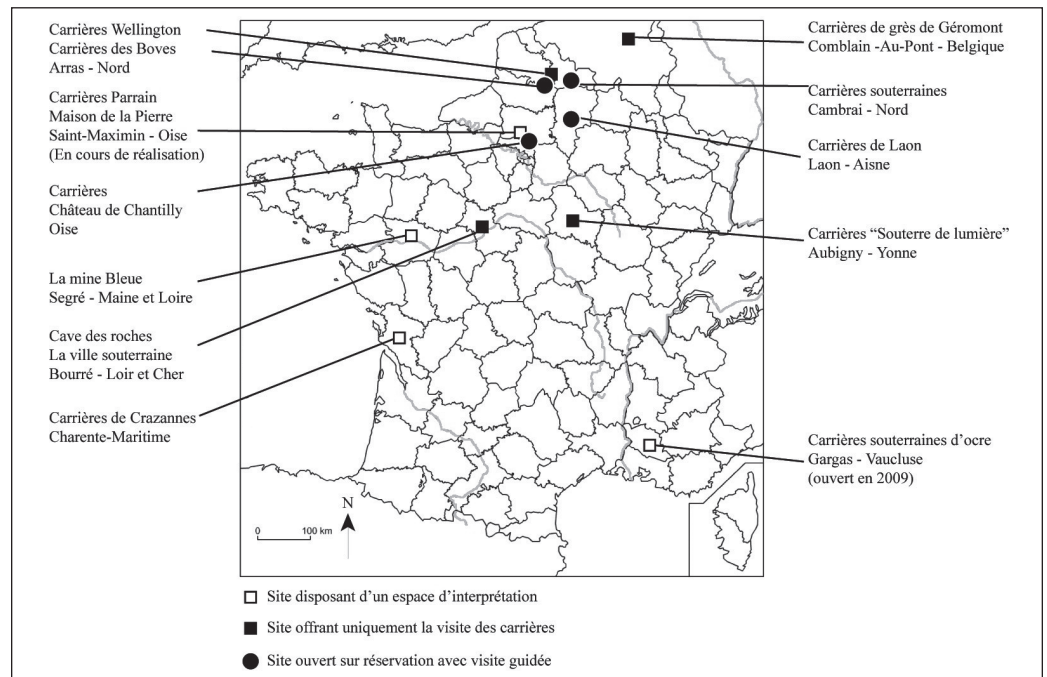 Carrières Wellington
Carrières des Boves
Arras - Nord
Carrières Parrain
Maison de la Pierre
Saint-Maximin - Oise
(En cours de réalisation)
Carrières
Château de Chantilly
Oise
La mine Bleue
Segré - Maine et Loire
Cave des roches
La ville souterraine
Bourré - Loir et Cher
Carrières de Crazannes
Charente-Maritime
Carrières de grès de Géromont
Comblain -Au-Pont - Belgique
Carrières souterraines
Cambrai - Nord
Carrières de Laon
Laon - Aisne
Carrières “Souterre de lumière”
Aubigny - Yonne
Carrières souterraines d’ocre
Gargas - Vaucluse
(ouvert en 2009)
N
0 100 km
Site disposant d’un espace d’interprétation
Site offrant uniquement la visite des carrières
Site ouvert sur réservation avec visite guidée